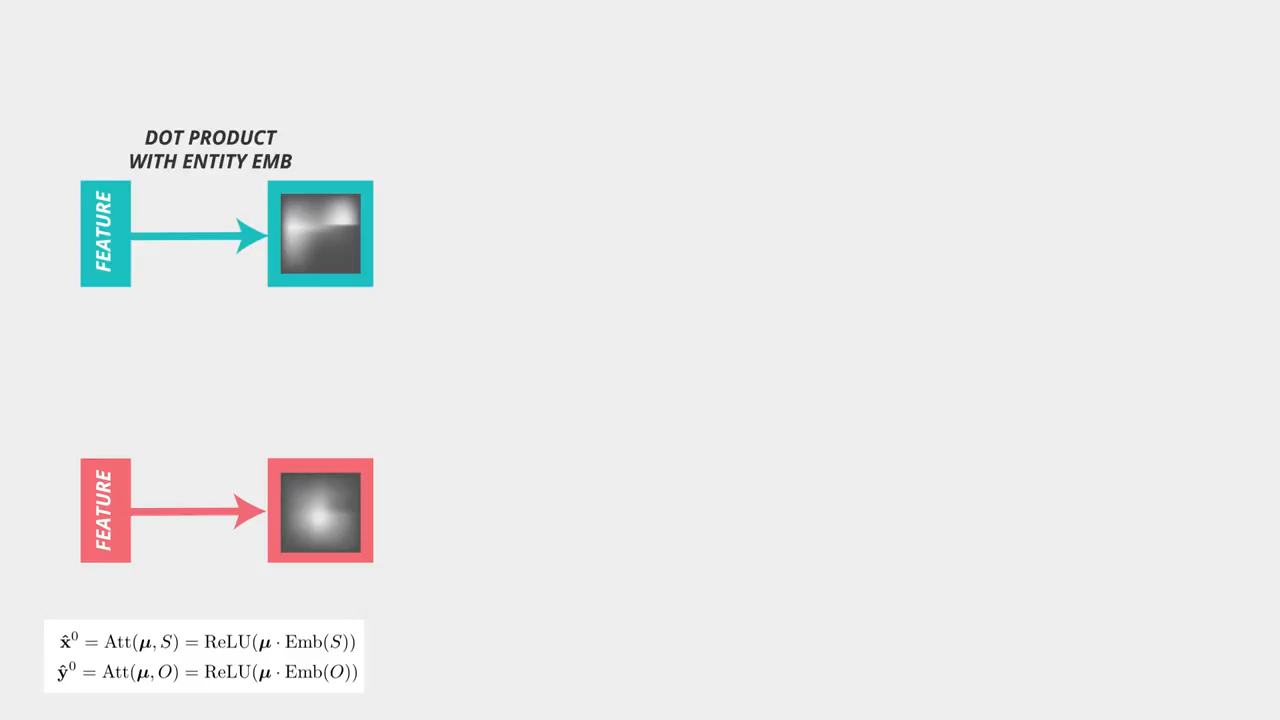 DOT PRODUCT
WITH ENTITY EMB
FEATURE
FEATURE
x̂⁰ = Att(μ, S) = ReLU(μ · Emb(S))
ŷ⁰ = Att(μ, O) = ReLU(μ · Emb(O))